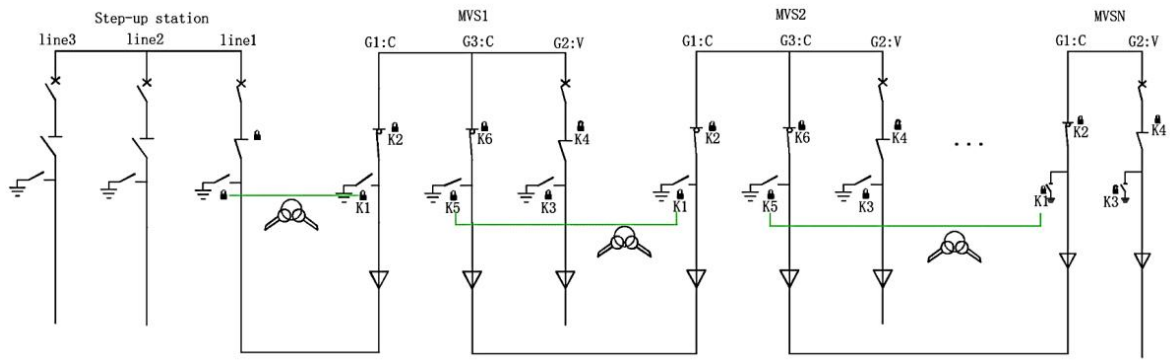 Step-up station
MVS1
MVS2
MVSN
line3 line2 line1
G1:C G3:C G2:V
G1:C G3:C G2:V
G1:C G2:V
K2 K6 K4
K2 K6 K4
K2 K4
...
K1 K5 K3
K1 K5 K3
K1 K3